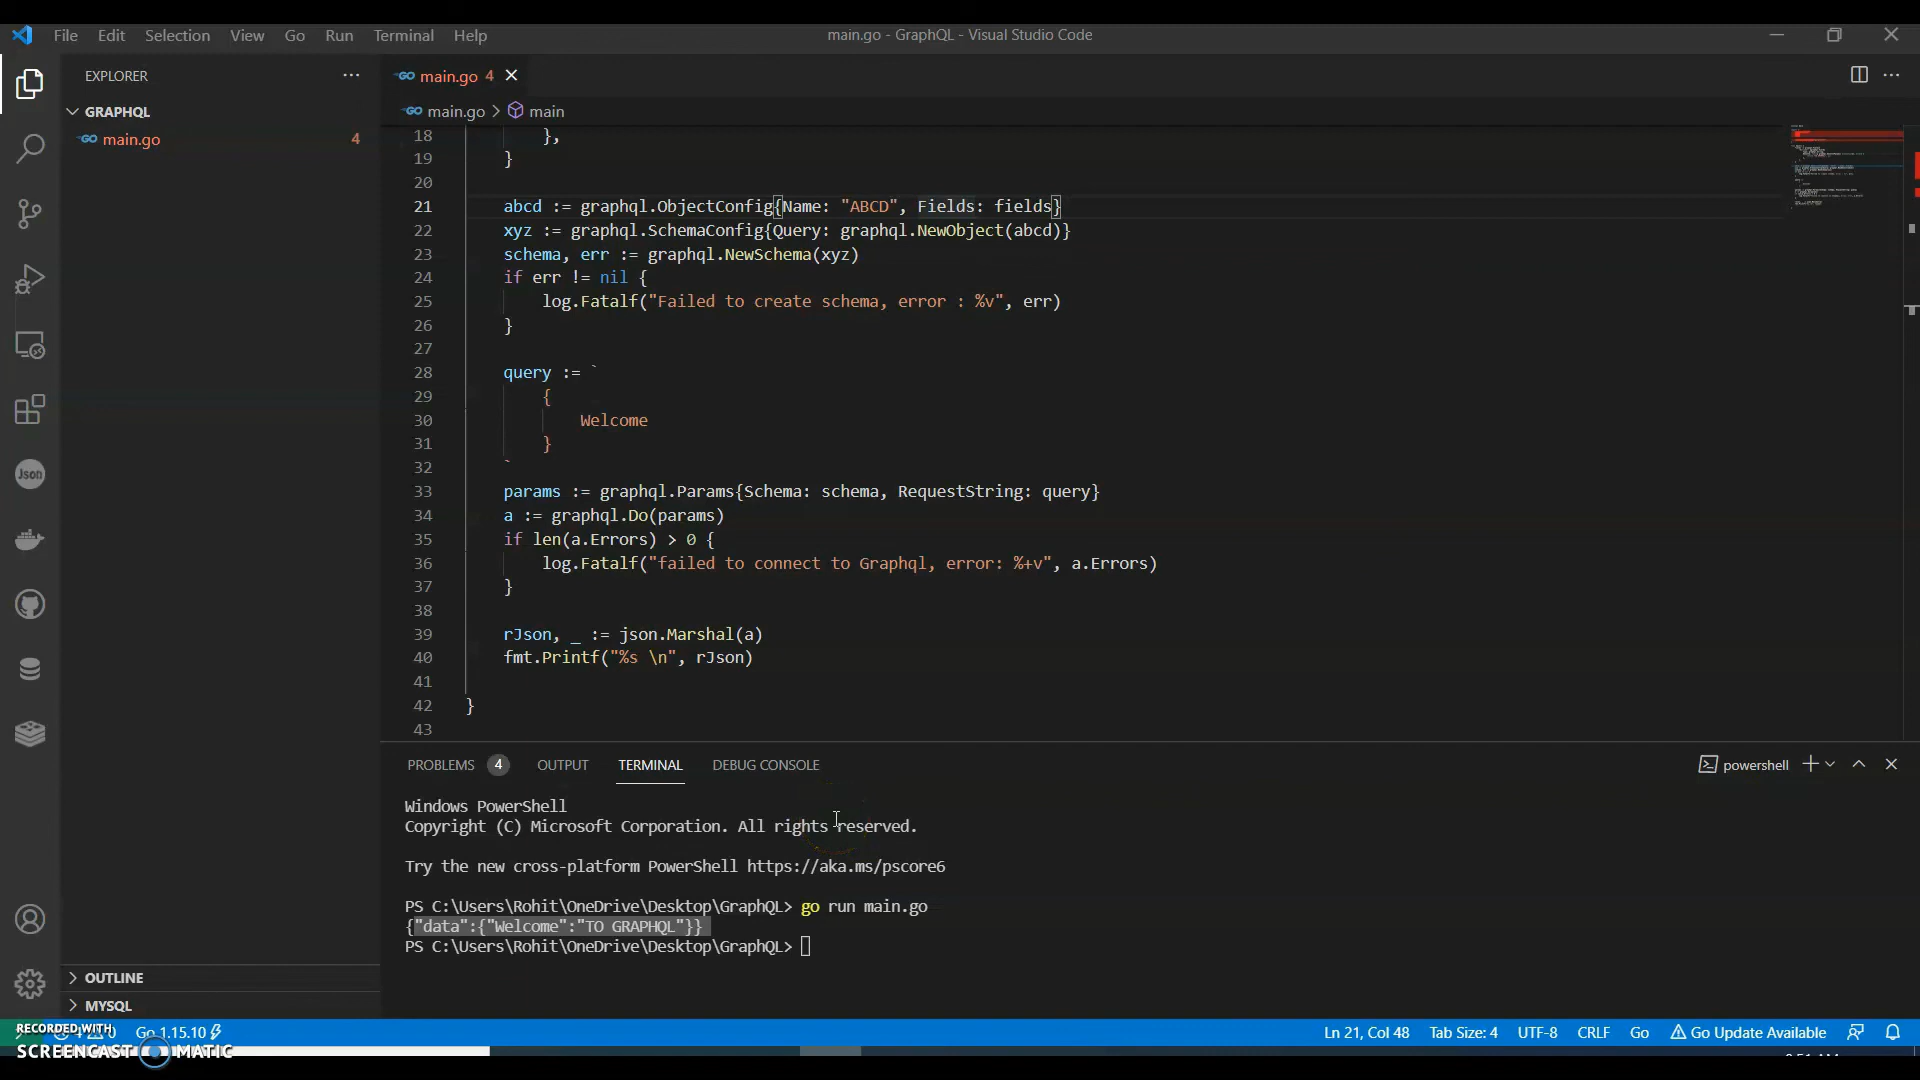 File Edit Selection View Go Run Terminal Help
main.go - GraphQL - Visual Studio Code
EXPLORER
GRAPHQL
main.go 4
OUTLINE
MYSQL
Json
main.go 4
main.go > main
18 },
19 }
20
21 abcd := graphql.ObjectConfig{Name: "ABCD", Fields: fields}
22 xyz := graphql.SchemaConfig{Query: graphql.NewObject(abcd)}
23 schema, err := graphql.NewSchema(xyz)
24 if err != nil {
25 log.Fatalf("Failed to create schema, error : %v", err)
26 }
27
28 query := `
29 {
30 Welcome
31 }
32 `
33 params := graphql.Params{Schema: schema, RequestString: query}
34 a := graphql.Do(params)
35 if len(a.Errors) > 0 {
36 log.Fatalf("failed to connect to Graphql, error: %+v", a.Errors)
37 }
38
39 rJson, _ := json.Marshal(a)
40 fmt.Printf("%s \n", rJson)
41
42 }
43
PROBLEMS 4 OUTPUT TERMINAL DEBUG CONSOLE
powershell
Windows PowerShell
Copyright (C) Microsoft Corporation. All rights reserved.
Try the new cross-platform PowerShell https://aka.ms/pscore6
PS C:\Users\Rohit\OneDrive\Desktop\GraphQL> go run main.go
{"data":{"Welcome":"TO GRAPHQL"}}
PS C:\Users\Rohit\OneDrive\Desktop\GraphQL>
Go 1.15.10
Ln 21, Col 48 Tab Size: 4 UTF-8 CRLF Go Go Update Available
RECORDED WITH
SCREENCAST MATIC